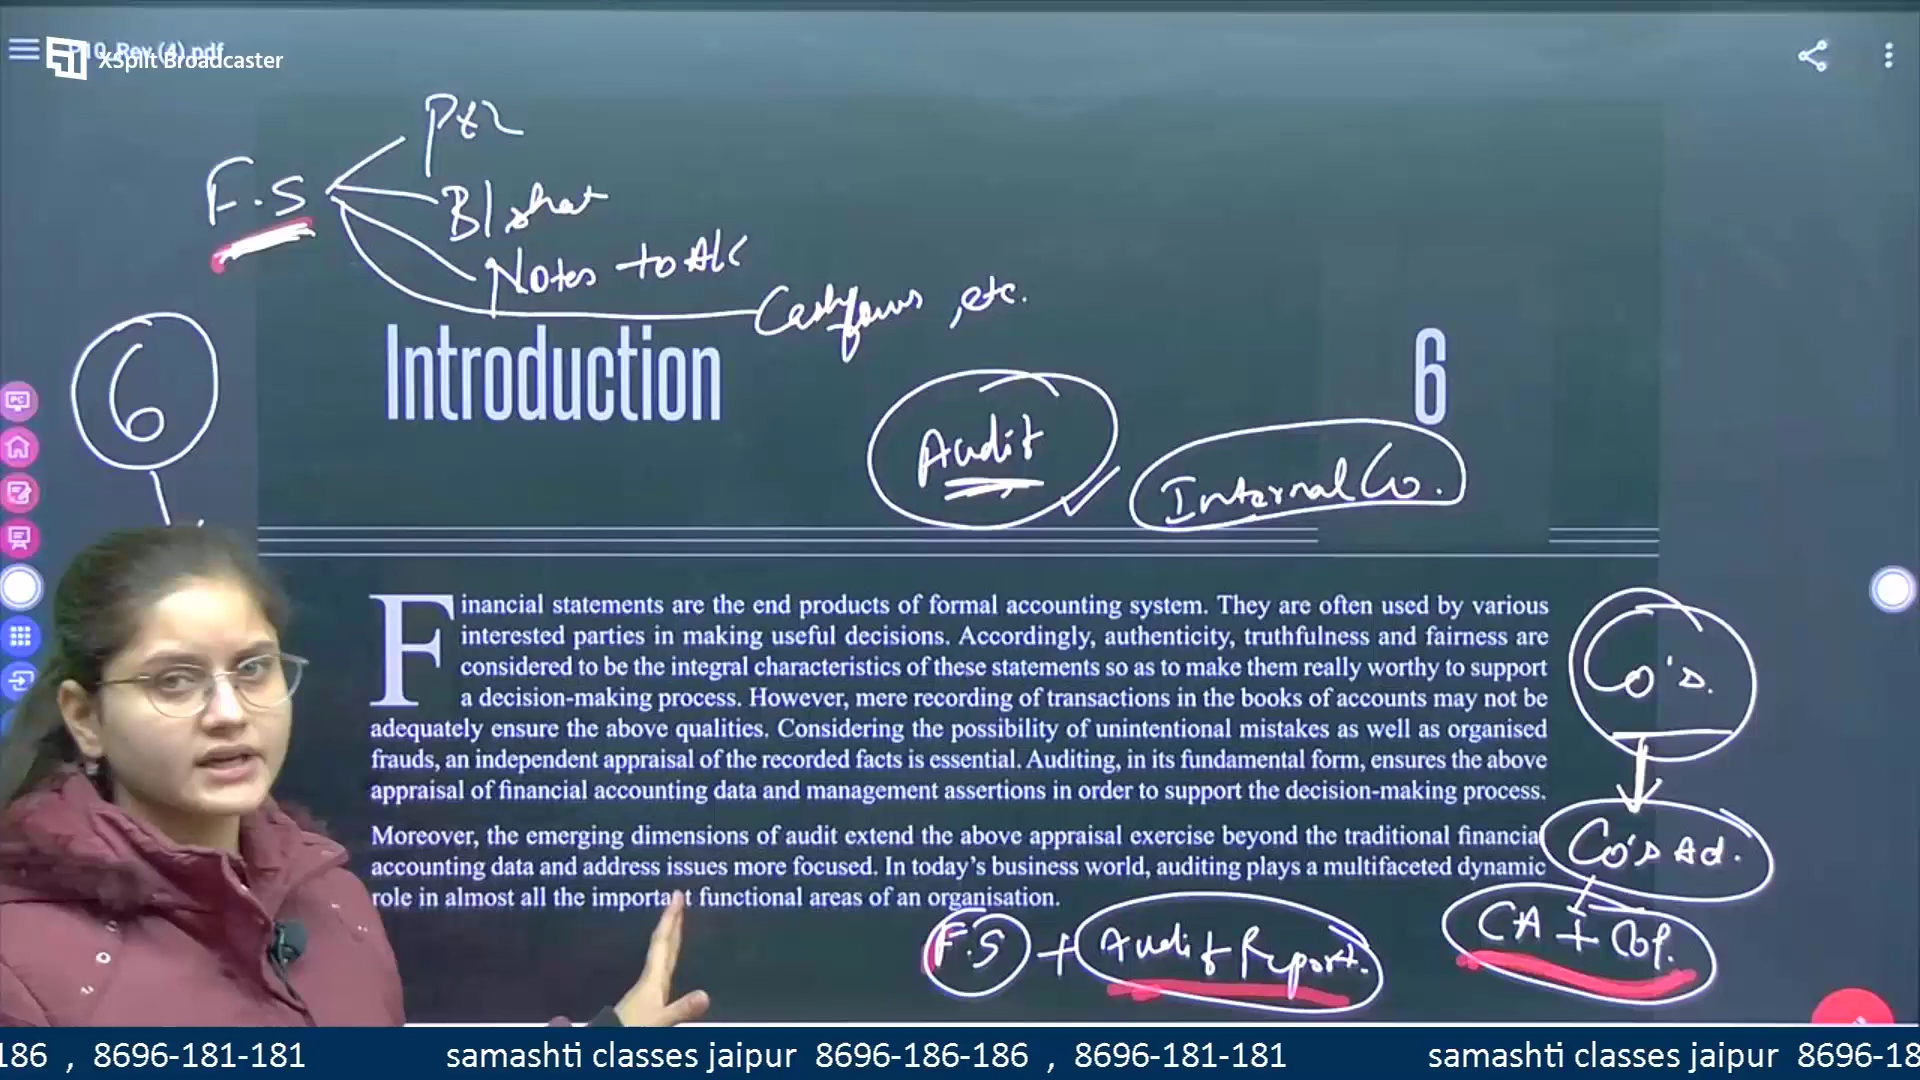 P10_Rev (4).pdf
XSplit Broadcaster
P&L
F.S
B/sheet
Notes to A/c
Cashflows, etc.
Introduction
6
6
Audit
Internal Co.
Financial statements are the end products of formal accounting system. They are often used by various
interested parties in making useful decisions. Accordingly, authenticity, truthfulness and fairness are
considered to be the integral characteristics of these statements so as to make them really worthy to support
a decision-making process. However, mere recording of transactions in the books of accounts may not be
adequately ensure the above qualities. Considering the possibility of unintentional mistakes as well as organised
frauds, an independent appraisal of the recorded facts is essential. Auditing, in its fundamental form, ensures the above
appraisal of financial accounting data and management assertions in order to support the decision-making process.
Moreover, the emerging dimensions of audit extend the above appraisal exercise beyond the traditional financia
accounting data and address issues more focused. In today's business world, auditing plays a multifaceted dynamic
role in almost all the important functional areas of an organisation.
Co's.
Co's Ad.
CA + CoP.
F.S + Audit Report.
186 , 8696-181-181 samashti classes jaipur 8696-186-186 , 8696-181-181 samashti classes jaipur 8696-18